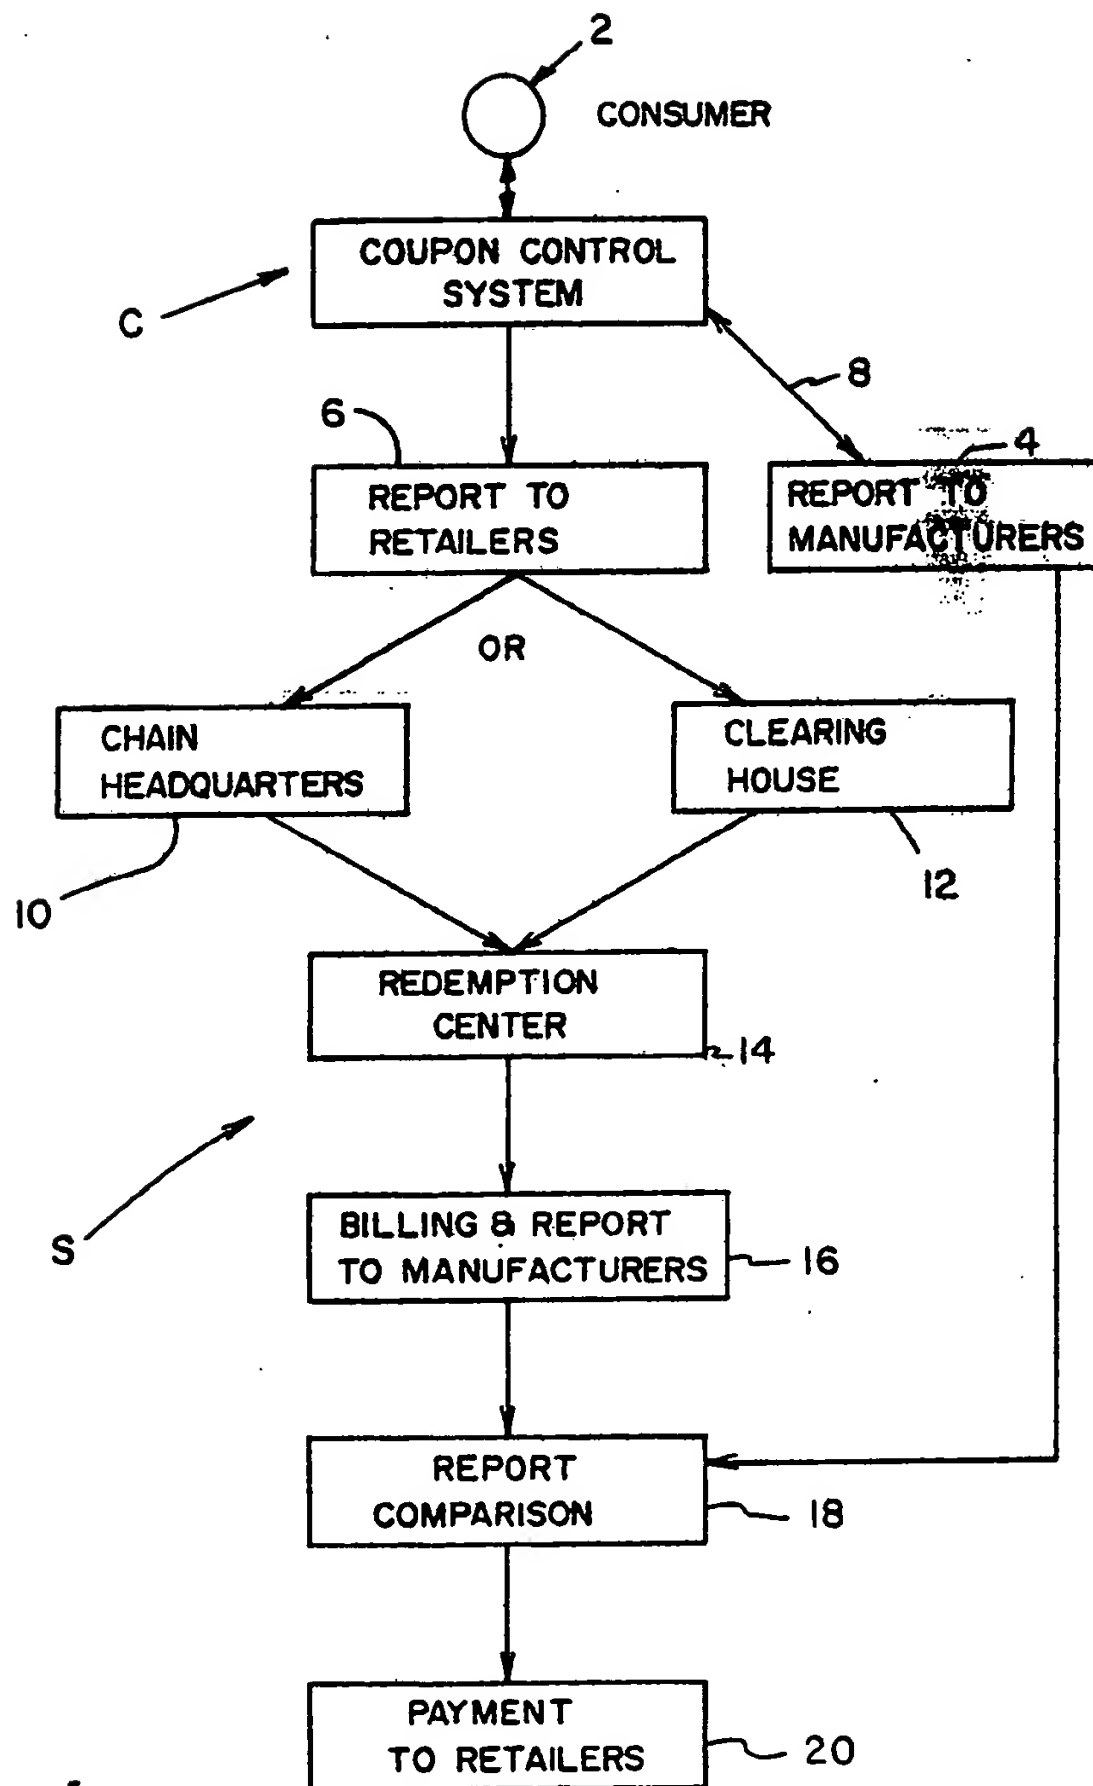 2
CONSUMER
COUPON CONTROL
SYSTEM
C
8
6
4
REPORT TO
RETAILERS
REPORT TO
MANUFACTURERS
OR
CHAIN
HEADQUARTERS
CLEARING
HOUSE
10
12
REDEMPTION
CENTER
14
S
BILLING & REPORT
TO MANUFACTURERS
16
REPORT
COMPARISON
18
PAYMENT
TO RETAILERS
20